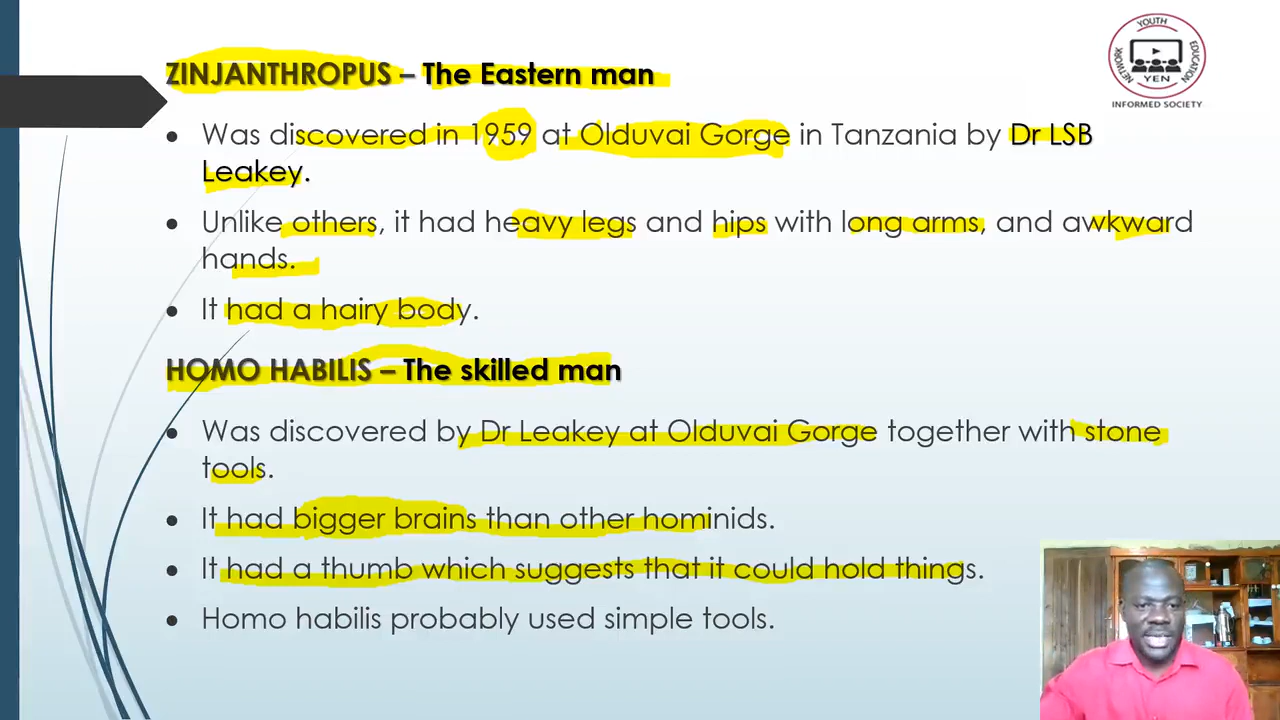 ZINJANTHROPUS – The Eastern man
• Was discovered in 1959 at Olduvai Gorge in Tanzania by Dr LSB
Leakey.
• Unlike others, it had heavy legs and hips with long arms, and awkward
hands.
• It had a hairy body.
HOMO HABILIS – The skilled man
• Was discovered by Dr Leakey at Olduvai Gorge together with stone
tools.
• It had bigger brains than other hominids.
• It had a thumb which suggests that it could hold things.
• Homo habilis probably used simple tools.
YOUTH
EDUCATION
NETWORK
YEN
INFORMED SOCIETY